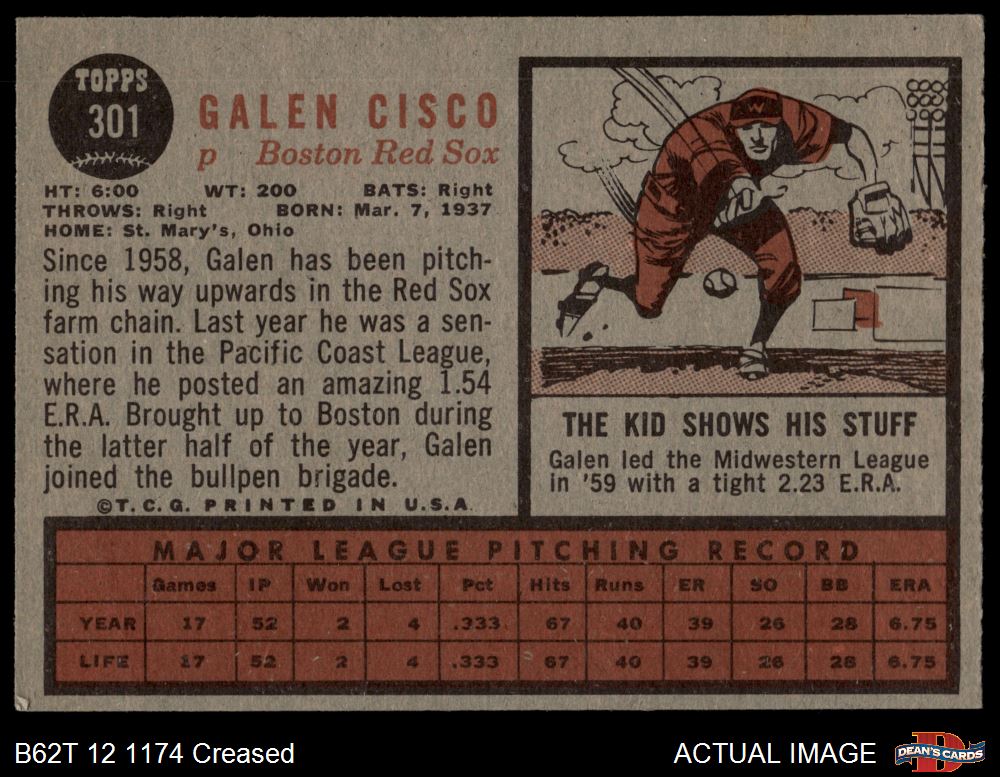 TOPPS
301
GALEN CISCO
p Boston Red Sox
HT: 6:00 WT: 200 BATS: Right
THROWS: Right BORN: Mar. 7, 1937
HOME: St. Mary's, Ohio
Since 1958, Galen has been pitch-
ing his way upwards in the Red Sox
farm chain. Last year he was a sen-
sation in the Pacific Coast League,
where he posted an amazing 1.54
E.R.A. Brought up to Boston during
the latter half of the year, Galen
joined the bullpen brigade.
©T.C.G. PRINTED IN U.S.A.
W
THE KID SHOWS HIS STUFF
Galen led the Midwestern League
in '59 with a tight 2.23 E.R.A.
MAJOR LEAGUE PITCHING RECORD
Games IP Won Lost Pct Hits Runs ER SO BB ERA
YEAR 17 52 2 4 .333 67 40 39 26 28 6.75
LIFE 17 52 2 4 .333 67 40 39 26 28 6.75
B62T 12 1174 Creased
ACTUAL IMAGE
DEAN'S CARDS